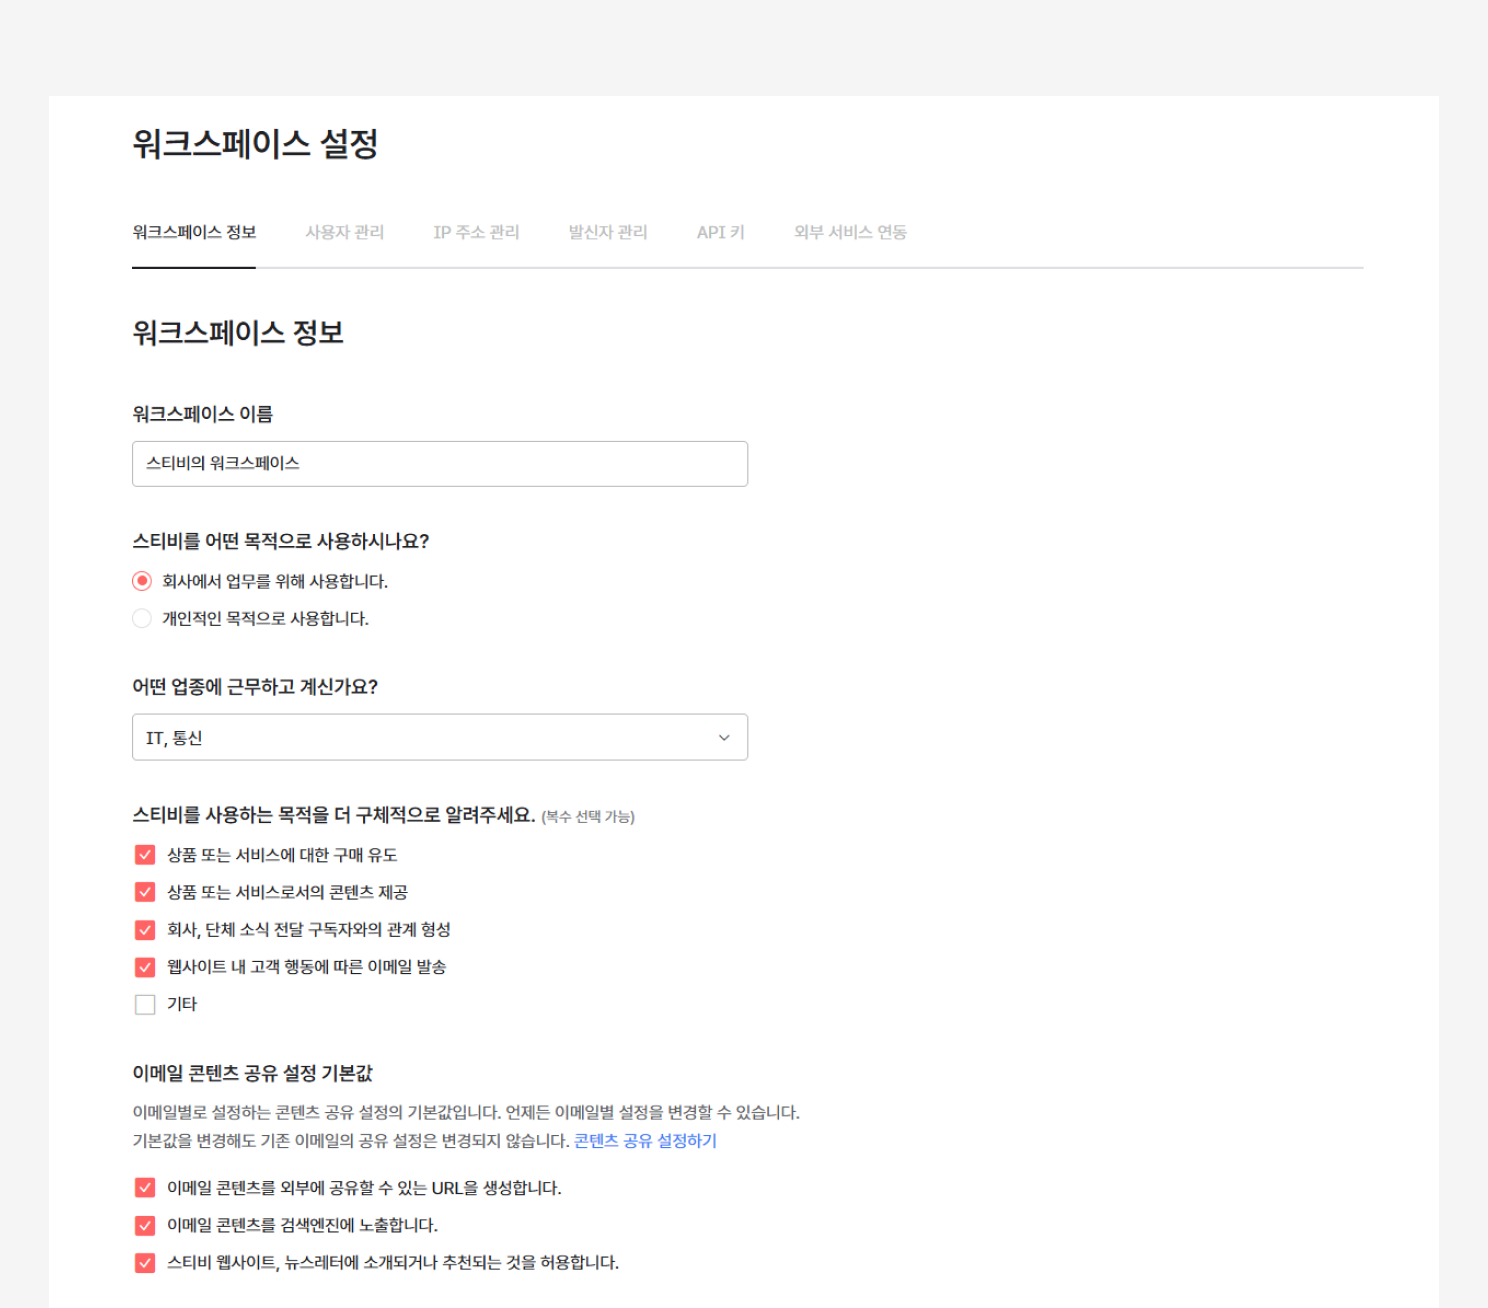 워크스페이스 설정
워크스페이스 정보 사용자 관리 IP 주소 관리 발신자 관리 API 키 외부 서비스 연동
워크스페이스 정보
워크스페이스 이름
스티비의 워크스페이스
스티비를 어떤 목적으로 사용하시나요?
회사에서 업무를 위해 사용합니다.
개인적인 목적으로 사용합니다.
어떤 업종에 근무하고 계신가요?
IT, 통신
스티비를 사용하는 목적을 더 구체적으로 알려주세요. (복수 선택 가능)
상품 또는 서비스에 대한 구매 유도
상품 또는 서비스로서의 콘텐츠 제공
회사, 단체 소식 전달 구독자와의 관계 형성
웹사이트 내 고객 행동에 따른 이메일 발송
기타
이메일 콘텐츠 공유 설정 기본값
이메일별로 설정하는 콘텐츠 공유 설정의 기본값입니다. 언제든 이메일별 설정을 변경할 수 있습니다.
기본값을 변경해도 기존 이메일의 공유 설정은 변경되지 않습니다. 콘텐츠 공유 설정하기
이메일 콘텐츠를 외부에 공유할 수 있는 URL을 생성합니다.
이메일 콘텐츠를 검색엔진에 노출합니다.
스티비 웹사이트, 뉴스레터에 소개되거나 추천되는 것을 허용합니다.